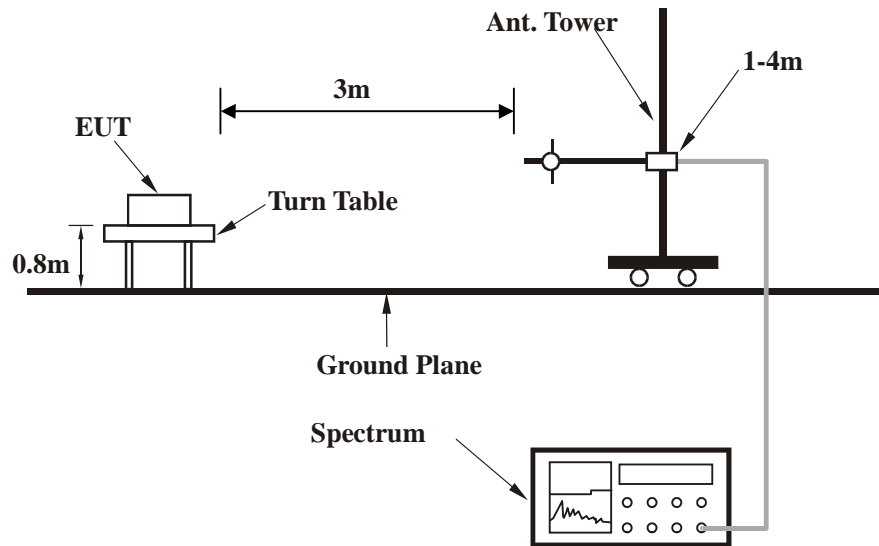 Ant. Tower
1-4m
3m
EUT
Turn Table
0.8m
Ground Plane
Spectrum